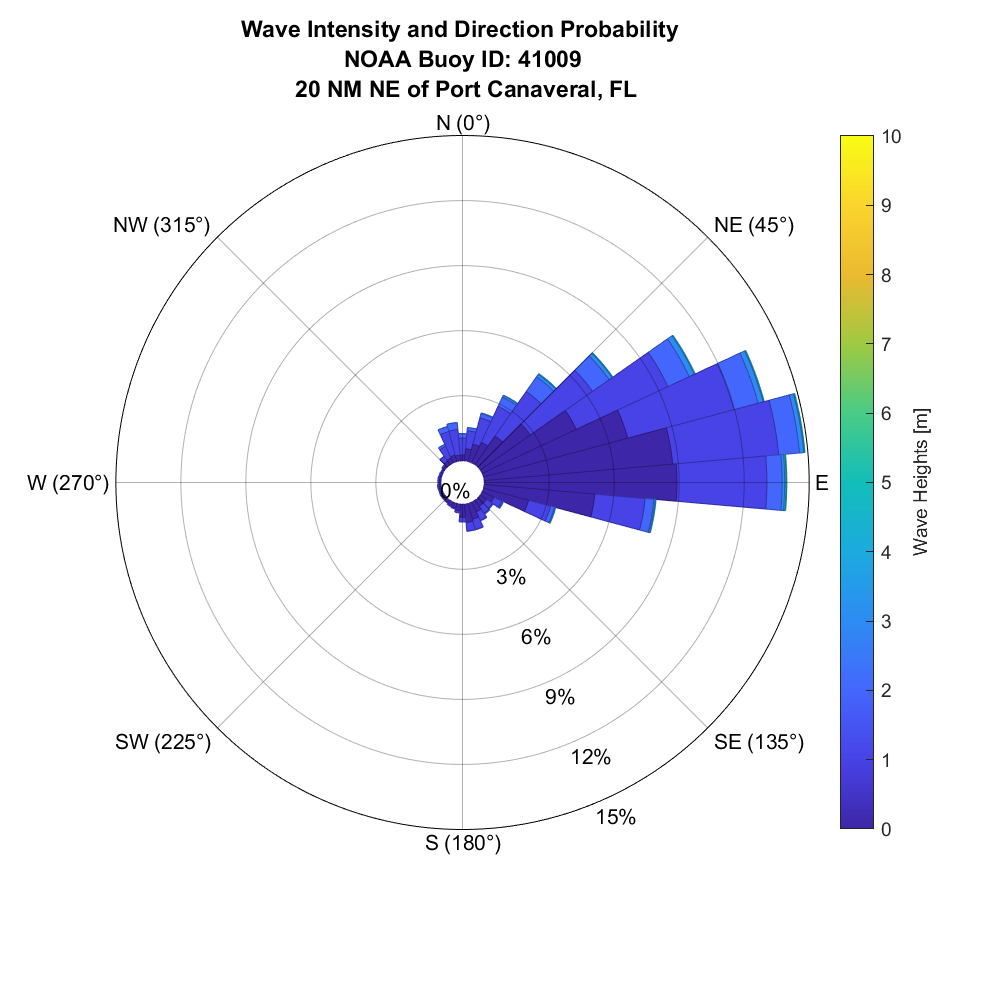 Wave Intensity and Direction Probability
NOAA Buoy ID: 41009
20 NM NE of Port Canaveral, FL
N (0°)
NW (315°)
NE (45°)
W (270°)
E
0%
3%
6%
9%
12%
15%
SW (225°)
SE (135°)
S (180°)
10
9
8
7
6
5
4
3
2
1
0
Wave Heights [m]